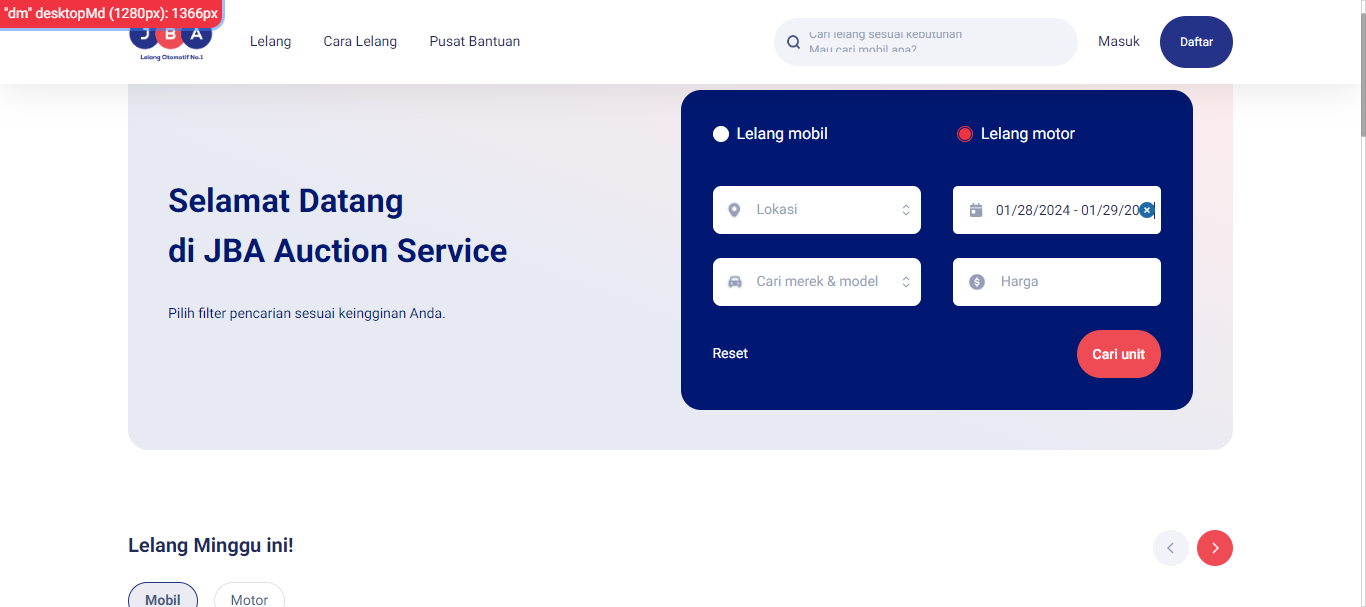 "dm" desktopMd (1280px): 1366px
J B A
Lelang Otomotif No.1
Lelang
Cara Lelang
Pusat Bantuan
Cari lelang sesuai kebutuhan
Mau cari mobil apa?
Masuk
Daftar
Lelang mobil
Lelang motor
Selamat Datang
di JBA Auction Service
Pilih filter pencarian sesuai keingginan Anda.
Lokasi
01/28/2024 - 01/29/20
Cari merek & model
Harga
Reset
Cari unit
Lelang Minggu ini!
Mobil
Motor